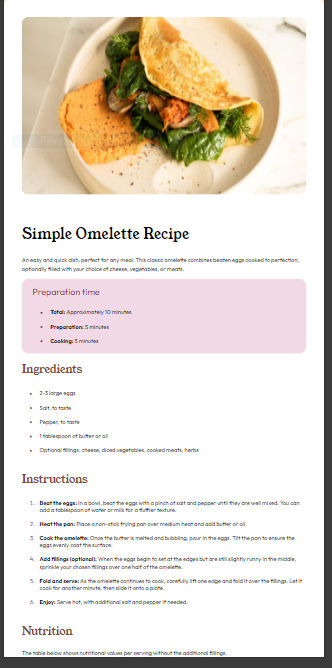 Simple Omelette Recipe
An easy and quick dish, perfect for any meal. This classic omelette combines beaten eggs cooked to perfection,
optionally filled with your choice of cheese, vegetables, or meats.
Preparation time
• Total: Approximately 10 minutes
• Preparation: 5 minutes
• Cooking: 5 minutes
Ingredients
• 2-3 large eggs
• Salt, to taste
• Pepper, to taste
• 1 tablespoon of butter or oil
• Optional fillings: cheese, diced vegetables, cooked meats, herbs
Instructions
1. Beat the eggs: In a bowl, beat the eggs with a pinch of salt and pepper until they are well mixed. You can
add a tablespoon of water or milk for a fluffier texture.
2. Heat the pan: Place a non-stick frying pan over medium heat and add butter or oil.
3. Cook the omelette: Once the butter is melted and bubbling, pour in the eggs. Tilt the pan to ensure the
eggs evenly coat the surface.
4. Add fillings (optional): When the eggs begin to set at the edges but are still slightly runny in the middle,
sprinkle your chosen fillings over one half of the omelette.
5. Fold and serve: As the omelette continues to cook, carefully lift one edge and fold it over the fillings. Let it
cook for another minute, then slide it onto a plate.
6. Enjoy: Serve hot, with additional salt and pepper if needed.
Nutrition
The table below shows nutritional values per serving without the additional fillings.